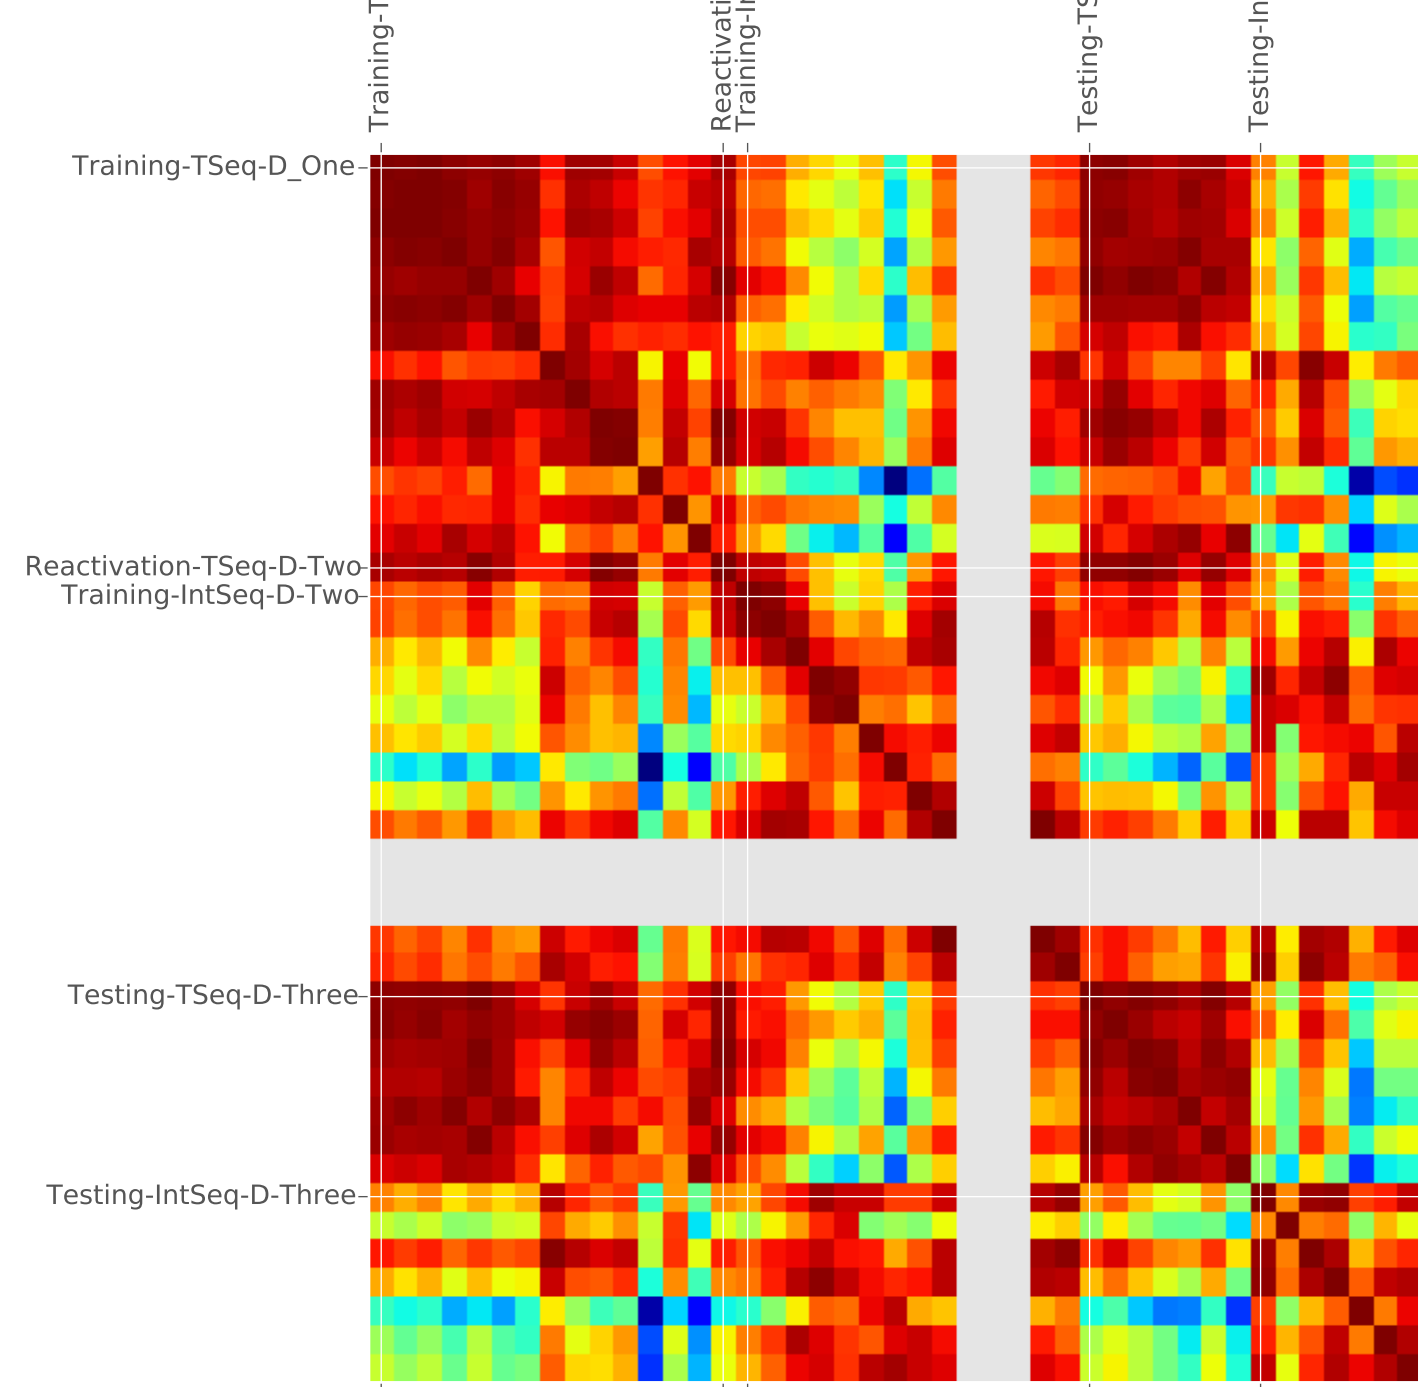 Training-T
Reactivati
Training-I
Testing-TS
Testing-In
Training-TSeq-D_One
Reactivation-TSeq-D-Two
Training-IntSeq-D-Two
Testing-TSeq-D-Three
Testing-IntSeq-D-Three